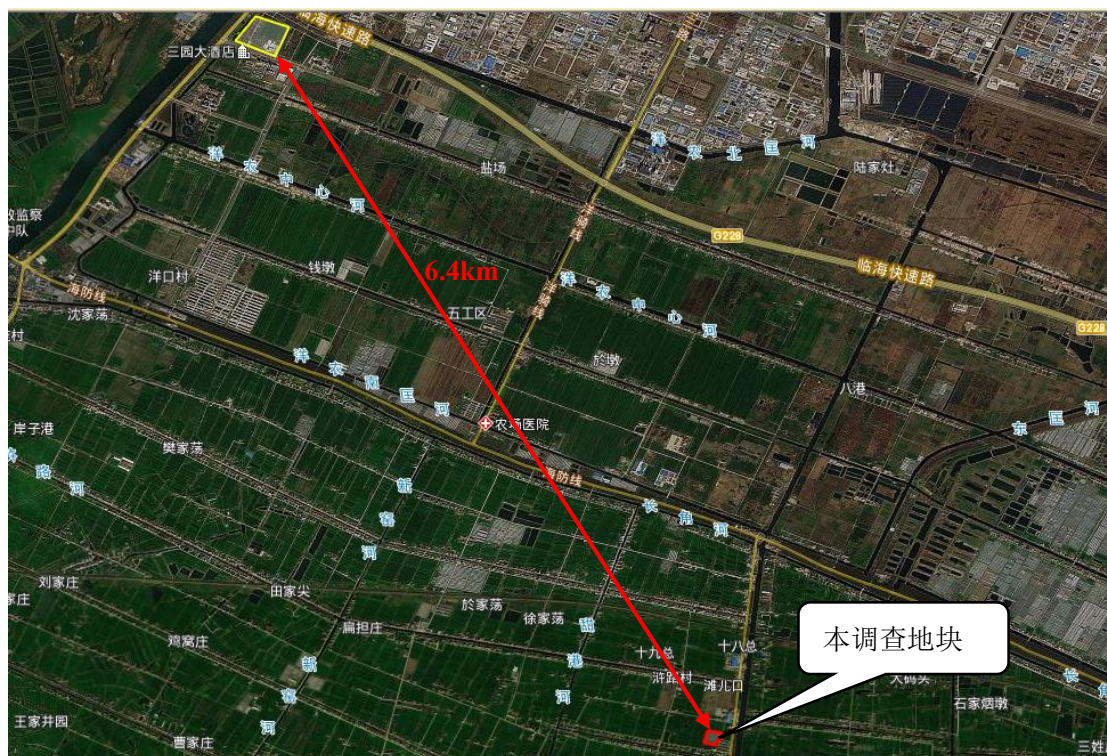 临海快速路
三园大酒店
洋农北匡河
陆家灶
盐场
洋农中心河
G228
临海快速路
洋口村
钱墩
6.4km
海防线
沈家荡
五工区
洋农中心河
G228
於墩
洋农南匡河
八港
农场医院
东匡河
岸子港
樊家荡
海防线
长角河
新窑河
刘家庄
田家尖
於家荡
徐家荡
甜港河
扁担庄
鸡窝庄
十九总
十八总
本调查地块
浒路村
滩儿口
新窑河
石家烟墩
王家井园
曹家庄
三姓